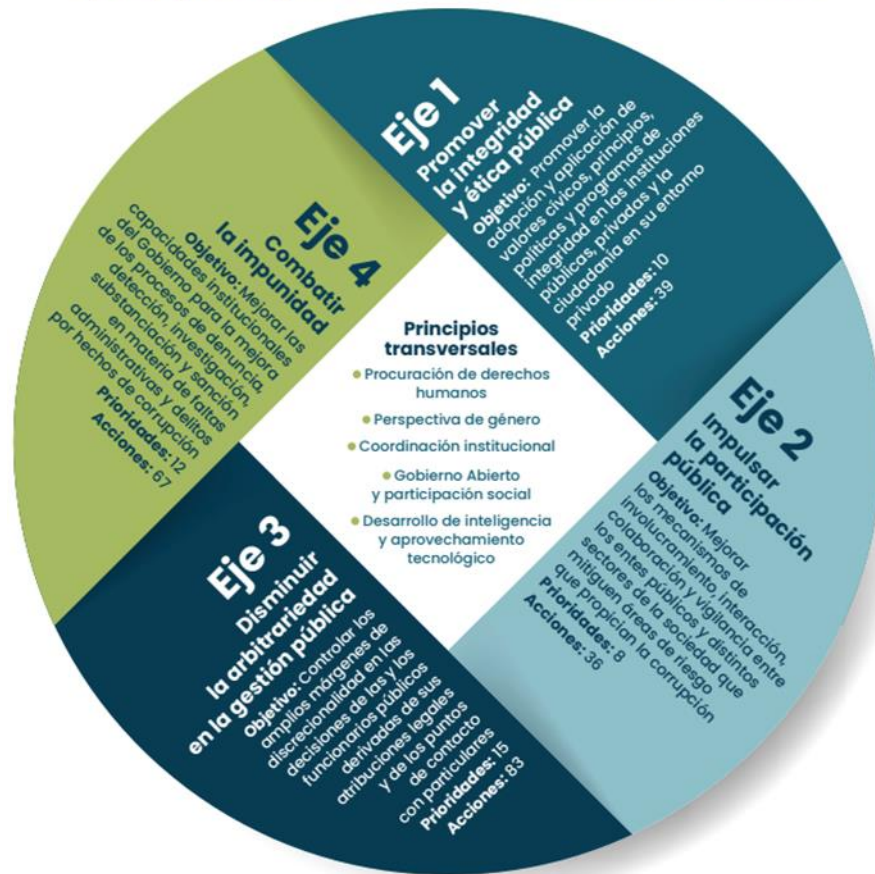 Eje 1
Promover
la integridad
y ética pública
Objetivo: Promover la
adopción y aplicación de
valores cívicos, principios,
políticas y programas de
integridad en las instituciones
públicas, privadas y la
ciudadanía en su entorno
privado
Prioridades: 10
Acciones: 39
Eje 2
Impulsar
la participación
pública
Objetivo: Mejorar
los mecanismos de
involucramiento, interacción,
colaboración y vigilancia entre
los entes públicos y distintos
sectores de la sociedad que
mitiguen áreas de riesgo
que propician la corrupción
Prioridades: 8
Acciones: 36
Eje 3
Disminuir
la arbitrariedad
en la gestión pública
Objetivo: Controlar los
amplios márgenes de
discrecionalidad en las
decisiones de las y los
funcionarios públicos
derivadas de sus
atribuciones legales
y de los puntos
de contacto
con particulares
Prioridades: 15
Acciones: 83
Eje 4
Combatir
la impunidad
Objetivo: Mejorar las
capacidades institucionales
del Gobierno para la mejora
de los procesos de denuncia,
detección, investigación,
substanciación y sanción
en materia de faltas
administrativas y delitos
por hechos de corrupción
Prioridades: 12
Acciones: 67
Principios
transversales
• Procuración de derechos
humanos
• Perspectiva de género
• Coordinación institucional
• Gobierno Abierto
y participación social
• Desarrollo de inteligencia
y aprovechamiento
tecnológico